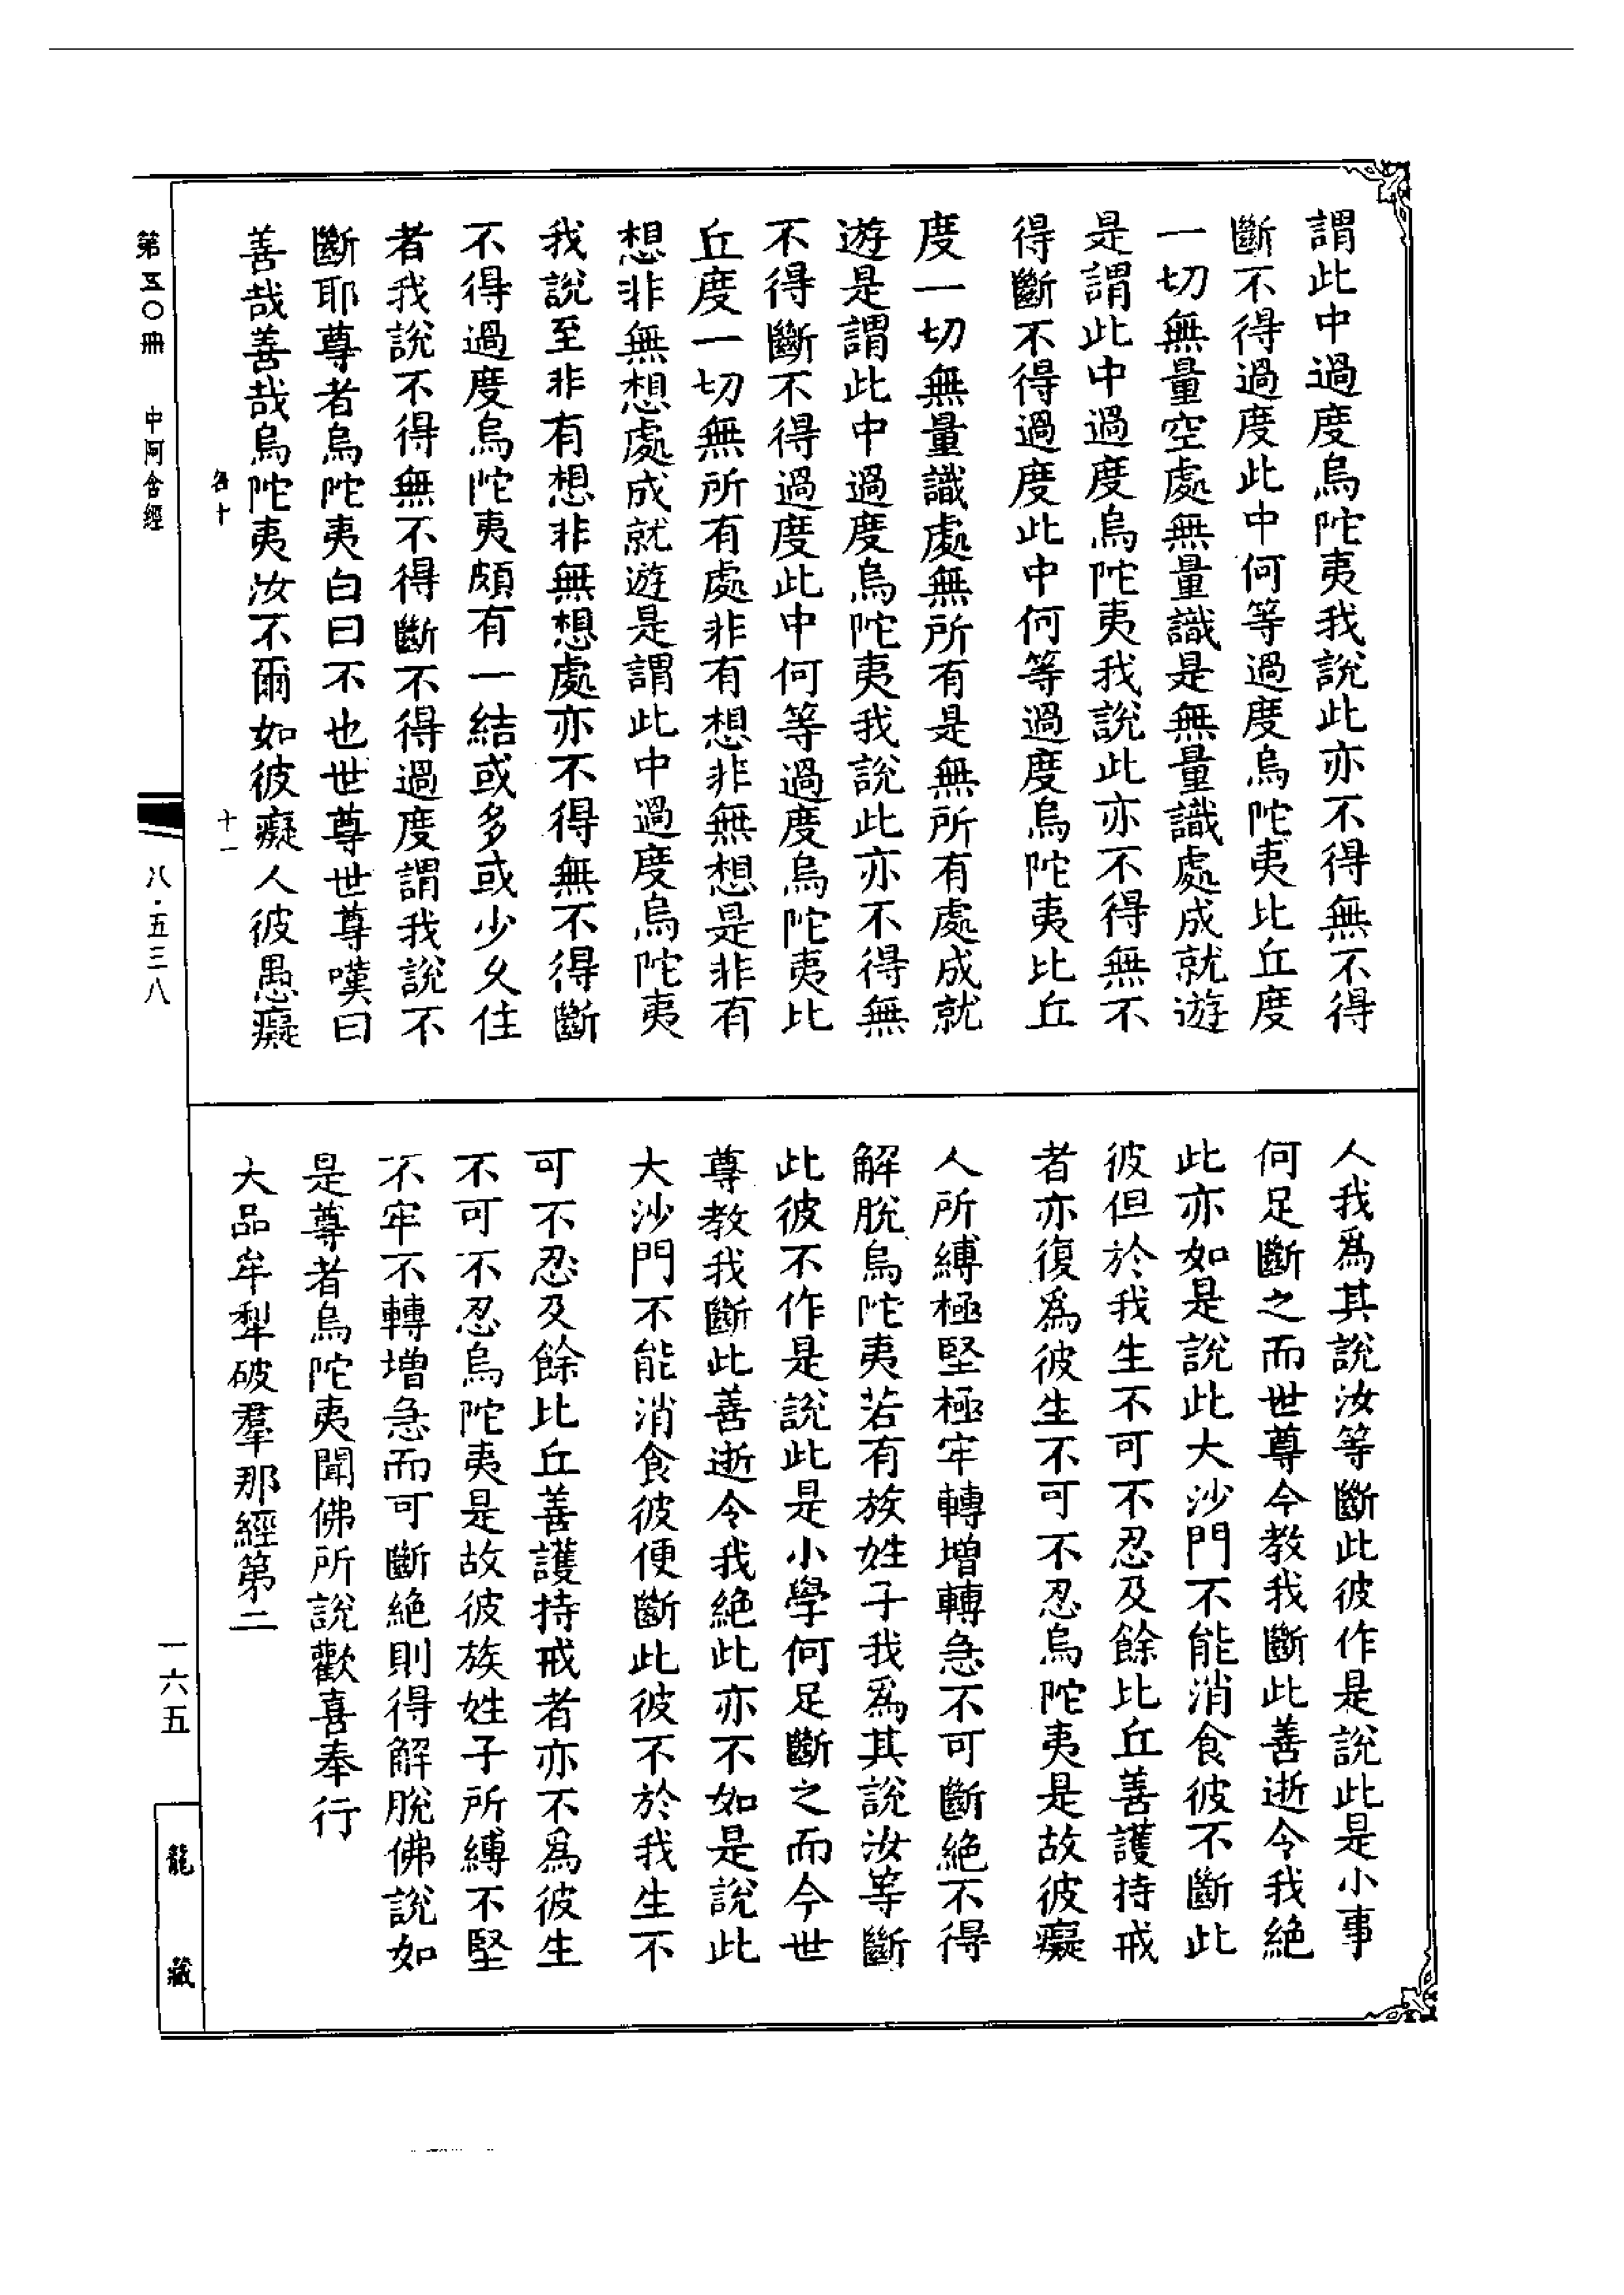 謂此中過度烏陀夷我說此亦不得無不得
斷不得過度此中何等過度烏陀夷比丘度
一切無量空處無量識是無量識處成就遊
是謂此中過度烏陀夷我說此亦不得無不
得斷不得過度此中何等過度烏陀夷比丘
度一切無量識處無所有是無所有處成就
遊是謂此中過度烏陀夷我說此亦不得無
不得斷不得過度此中何等過度烏陀夷比
丘度一切無所有處非有想非無想是非有
想非無想處成就遊是謂此中過度烏陀夷
我說至非有想非無想處亦不得無不得斷
不得過度烏陀夷頗有一結或多或少久住
者我說不得無不得斷不得過度謂我說不
斷耶尊者烏陀夷白曰不也世尊世尊嘆曰
善哉善哉烏陀夷汝不爾如彼癡人彼愚癡
十一
第五〇冊 中阿含經
八·五三八
人我爲其說汝等斷此彼作是說此是小事
何足斷之而世尊今教我斷此善逝令我絕
此亦如是說此大沙門不能消食彼不斷此
彼但於我生不可不忍及餘比丘善護持戒
者亦復爲彼生不可不忍烏陀夷是故彼癡
人所縛極堅極牢轉增轉急不可斷絕不得
解脫烏陀夷若有族姓子我爲其說汝等斷
此彼不作是說此是小學何足斷之而今世
尊教我斷此善逝令我絕此亦不如是說此
大沙門不能消食彼便斷此彼不於我生不
可不忍及餘比丘善護持戒者亦不爲彼生
不可不忍烏陀夷是故彼族姓子所縛不堅
不牢不轉增急而可斷絕則得解脫佛說如
是尊者烏陀夷聞佛所說歡喜奉行
大品牟犁破羣那經第二
一六五
龍藏